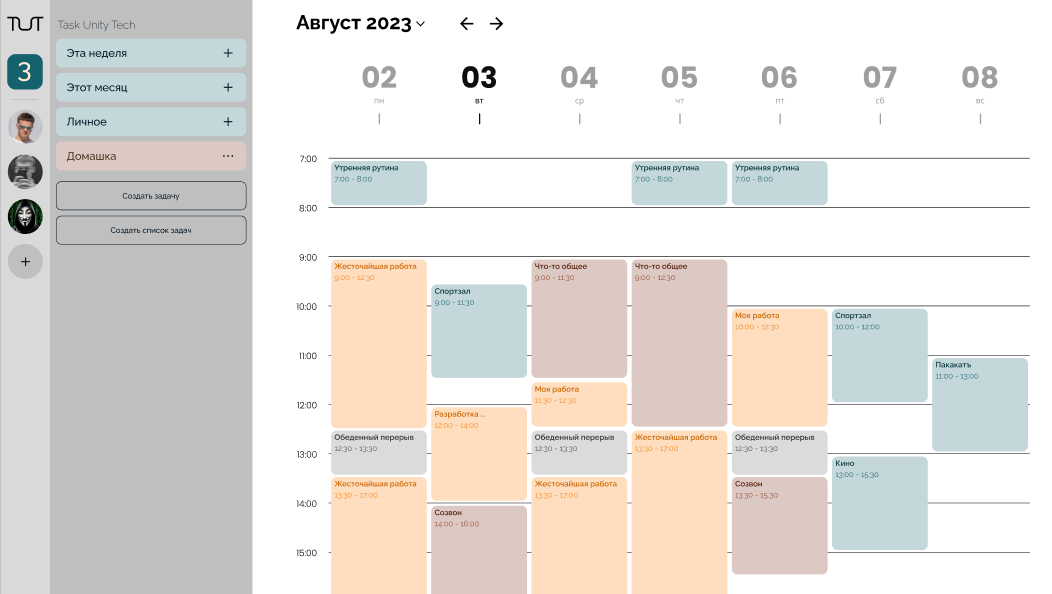 TUT
3
Task Unity Tech
Эта неделя
Этот месяц
Личное
Домашка
Создать задачу
Создать список задач
Август 2023
02 03 04 05 06 07 08
пн вт ср чт пт сб вс
7:00
8:00
9:00
10:00
11:00
12:00
13:00
14:00
15:00
Утренняя рутина
7:00 - 8:00
Жесточайшая работа
9:00 - 12:30
Обеденный перерыв
12:30 - 13:30
Жесточайшая работа
13:30 - 17:00
Спортзал
9:00 - 11:30
Разработка ...
12:00 - 14:00
Созвон
14:00 - 16:00
Что-то общее
9:00 - 11:30
Моя работа
11:30 - 12:30
Обеденный перерыв
12:30 - 13:30
Жесточайшая работа
13:30 - 17:00
Утренняя рутина
7:00 - 8:00
Что-то общее
9:00 - 12:30
Жесточайшая работа
13:30 - 17:00
Утренняя рутина
7:00 - 8:00
Моя работа
10:00 - 12:30
Обеденный перерыв
12:30 - 13:30
Созвон
13:30 - 15:30
Спортзал
10:00 - 12:00
Кино
13:00 - 15:30
Пакакать
11:00 - 13:00